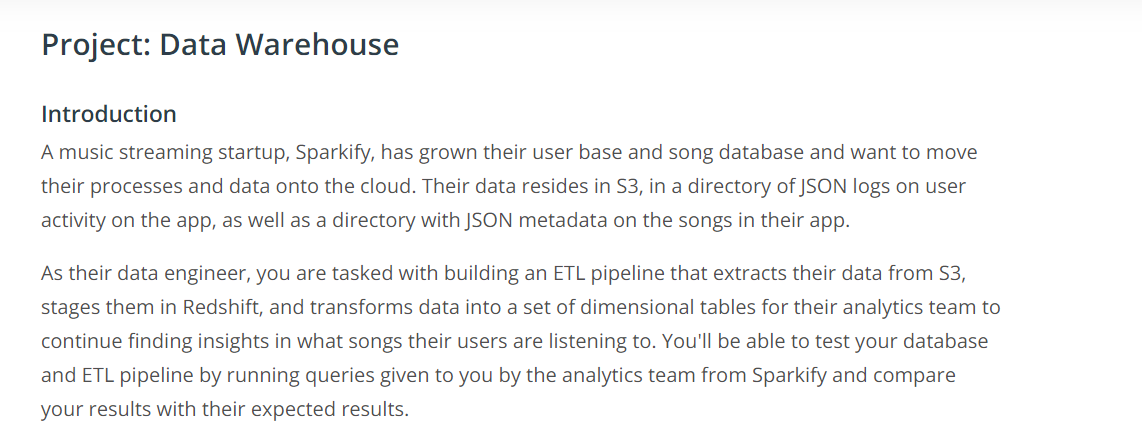 Project: Data Warehouse
Introduction
A music streaming startup, Sparkify, has grown their user base and song database and want to move
their processes and data onto the cloud. Their data resides in S3, in a directory of JSON logs on user
activity on the app, as well as a directory with JSON metadata on the songs in their app.
As their data engineer, you are tasked with building an ETL pipeline that extracts their data from S3,
stages them in Redshift, and transforms data into a set of dimensional tables for their analytics team to
continue finding insights in what songs their users are listening to. You'll be able to test your database
and ETL pipeline by running queries given to you by the analytics team from Sparkify and compare
your results with their expected results.